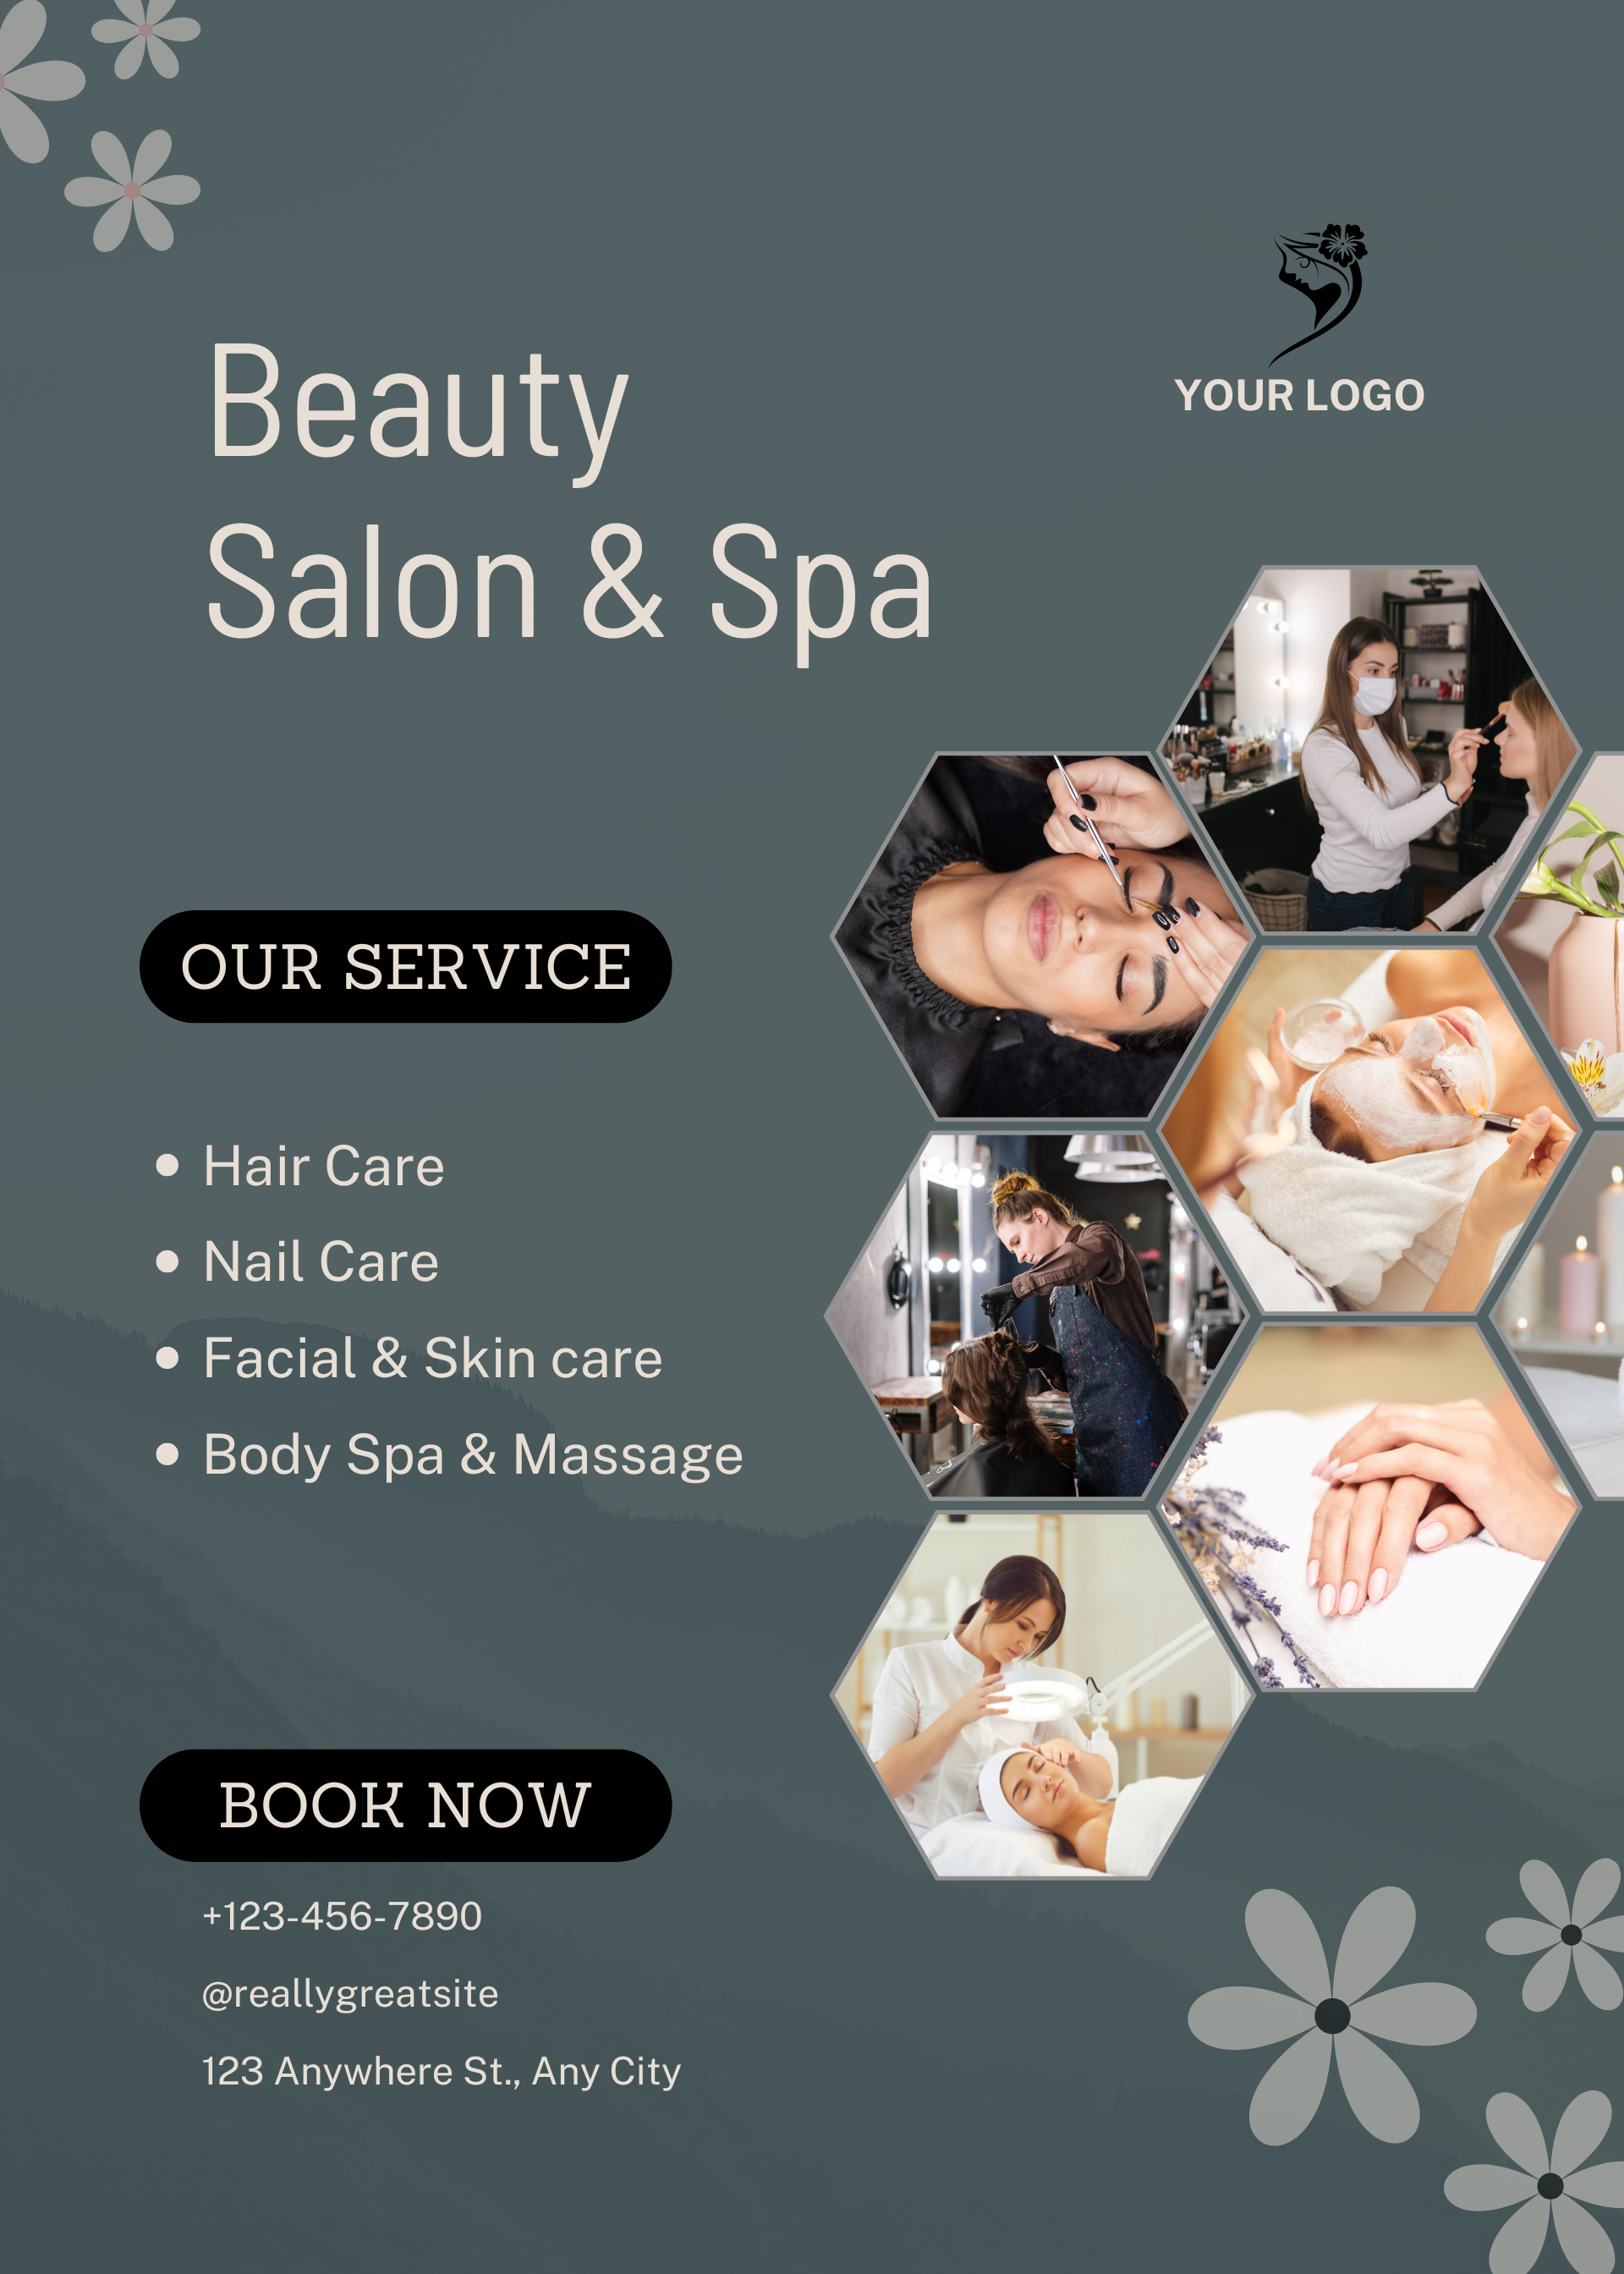 Beauty
Salon & Spa
YOUR LOGO
OUR SERVICE
Hair Care
Nail Care
Facial & Skin care
Body Spa & Massage
BOOK NOW
+123-456-7890
@reallygreatsite
123 Anywhere St., Any City